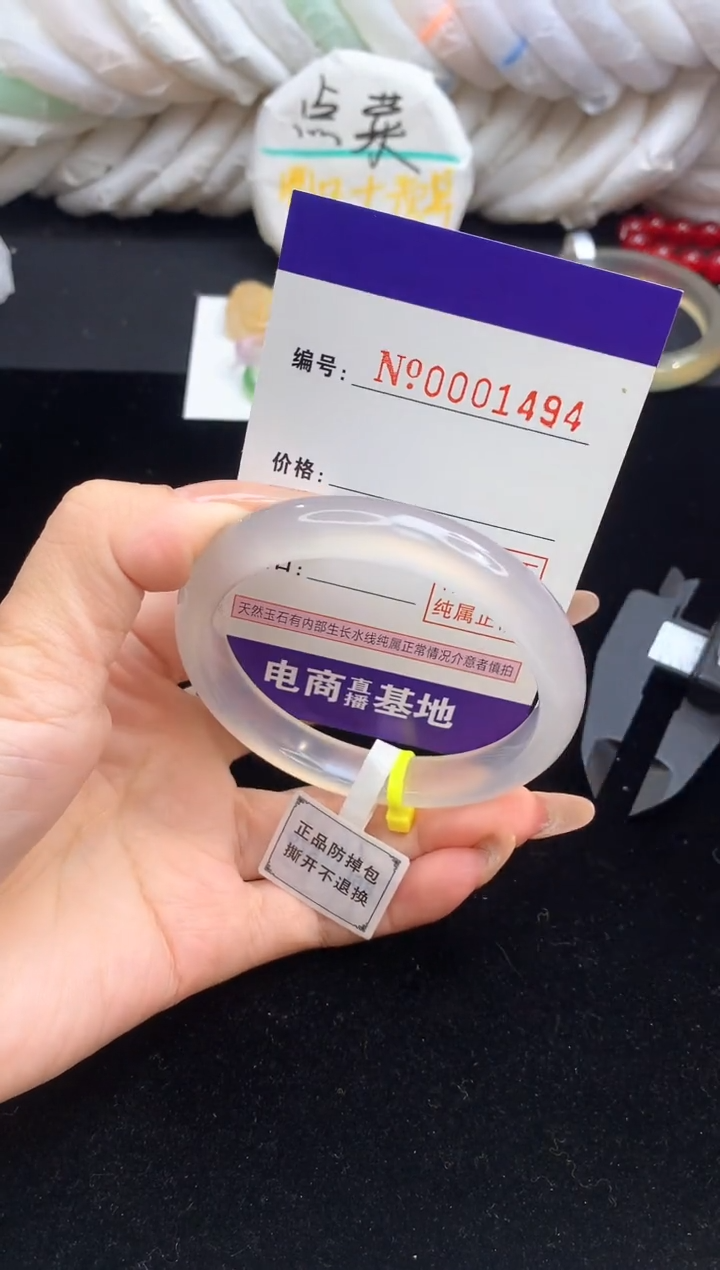 点菜
编号：
№0001494
价格：
纯属正
天然玉石有内部生长水线纯属正常情况介意者慎拍
电商直播基地
正品防掉包
撕开不退换